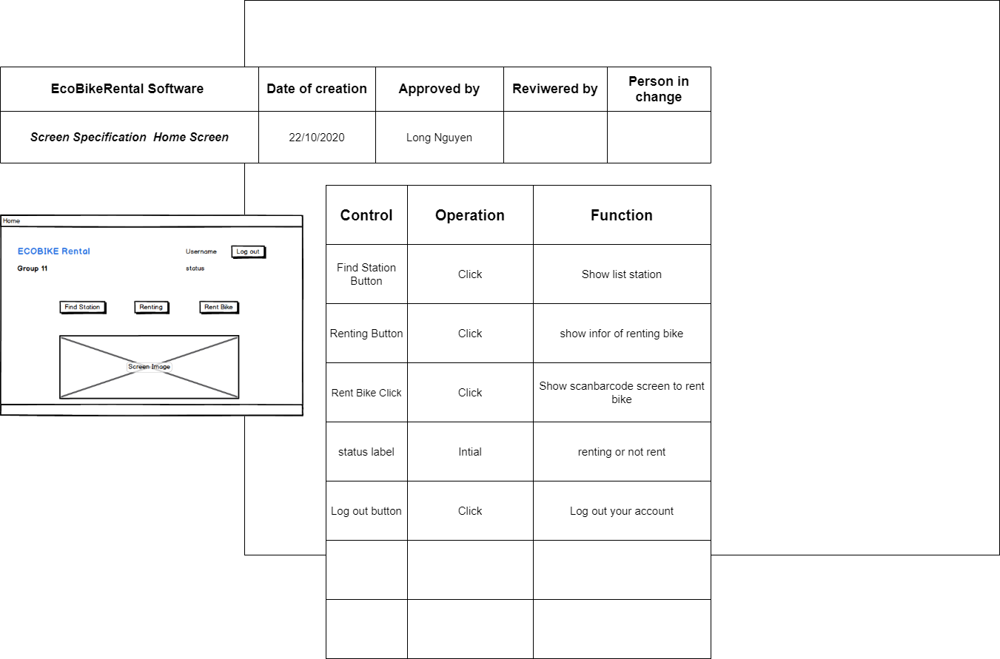 EcoBikeRental Software
Date of creation
Approved by
Reviwered by
Person in
change
Screen Specification  Home Screen
22/10/2020
Long Nguyen
Home
ECOBIKE Rental
Username
Log out
Group 11
status
Find Station
Renting
Rent Bike
Screen Image
Control
Operation
Function
Find Station
Button
Click
Show list station
Renting Button
Click
show infor of renting bike
Rent Bike Click
Click
Show scanbarcode screen to rent
bike
status label
Intial
renting or not rent
Log out button
Click
Log out your account